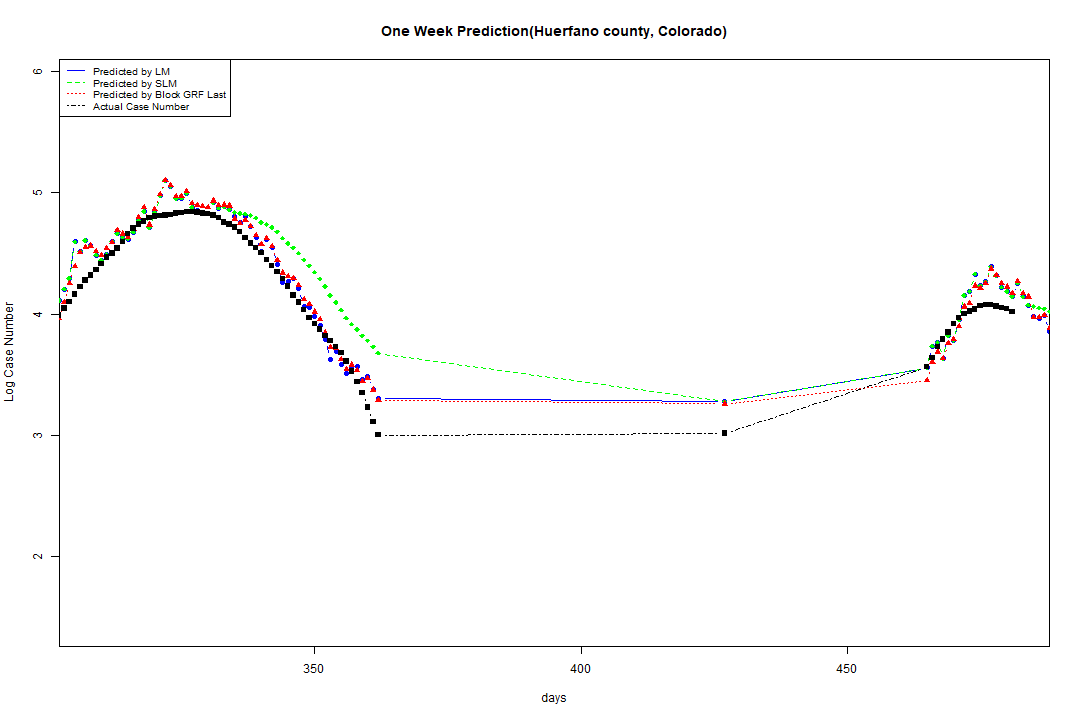 One Week Prediction(Huerfano county, Colorado)
Predicted by LM
Predicted by SLM
Predicted by Block GRF Last
Actual Case Number
6
5
4
3
2
Log Case Number
350 400 450
days